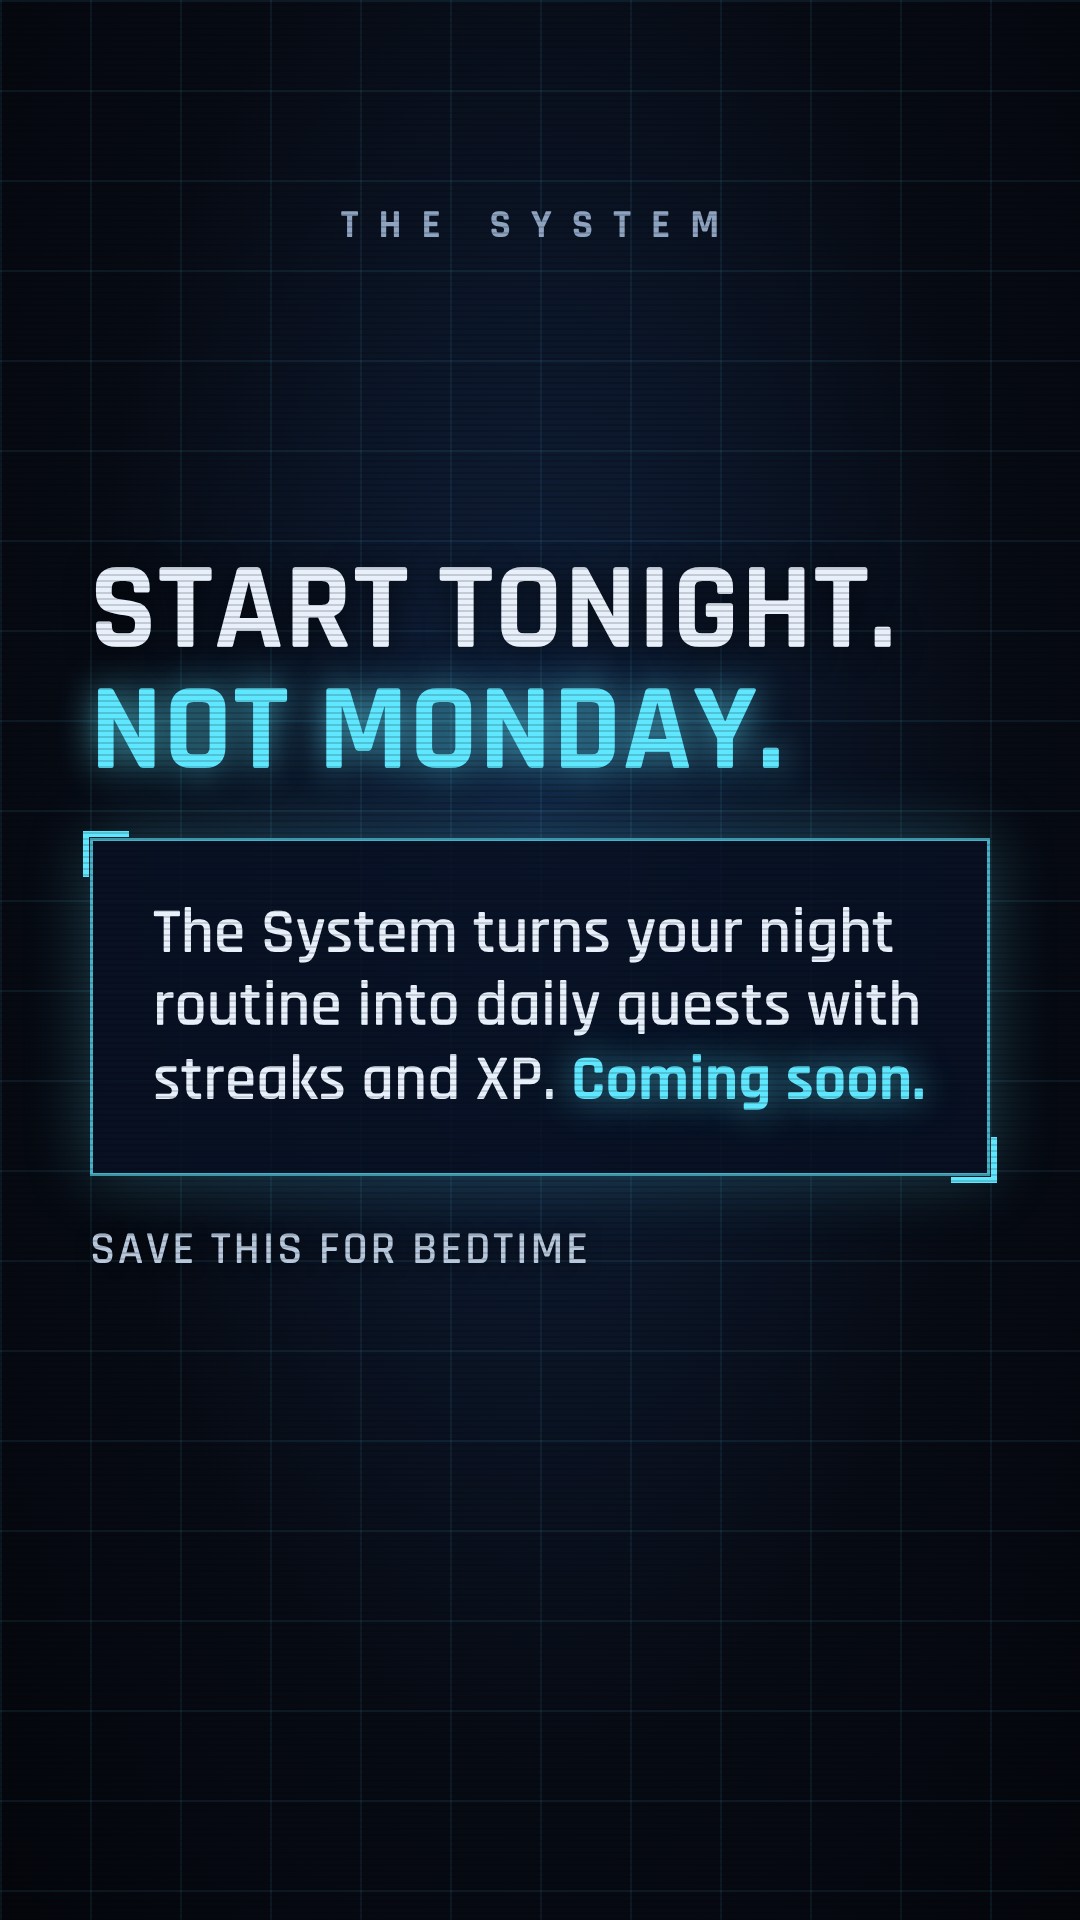 THE SYSTEM
START TONIGHT.
NOT MONDAY.
The System turns your night
routine into daily quests with
streaks and XP. Coming soon.
SAVE THIS FOR BEDTIME